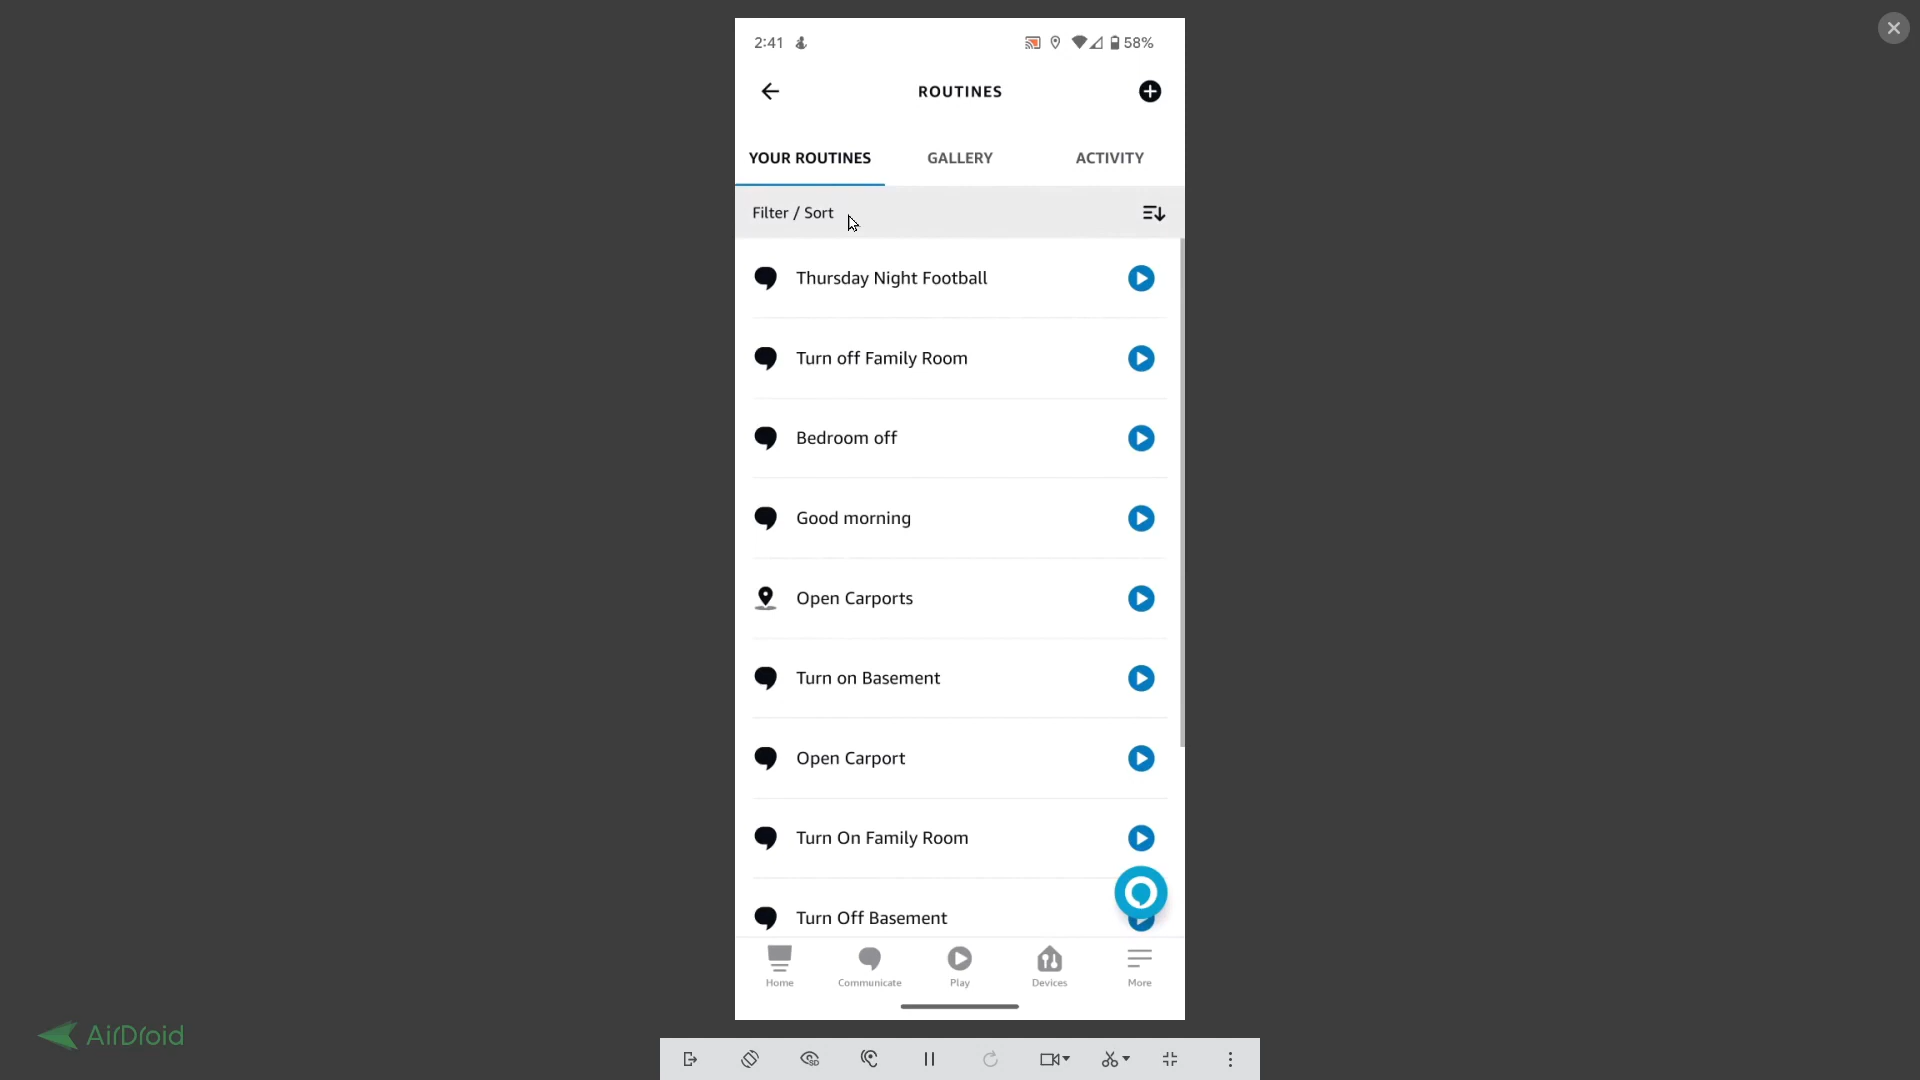 2:41
58%
ROUTINES
YOUR ROUTINES GALLERY ACTIVITY
Filter / Sort
Thursday Night Football
Turn off Family Room
Bedroom off
Good morning
Open Carports
Turn on Basement
Open Carport
Turn On Family Room
Turn Off Basement
Home Communicate Play Devices More
AirDroid
SD